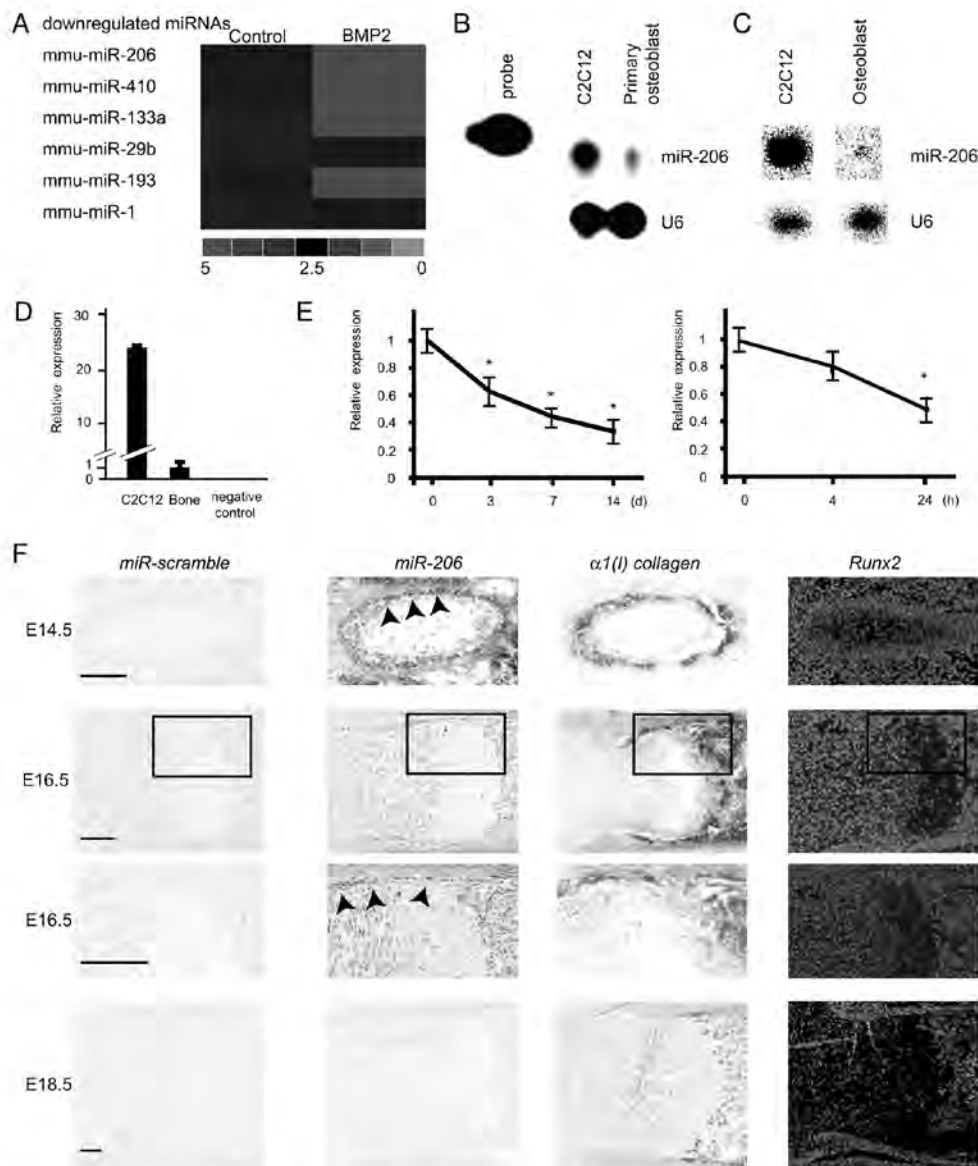 A downregulated miRNAs
Control BMP2
mmu-miR-206
mmu-miR-410
mmu-miR-133a
mmu-miR-29b
mmu-miR-193
mmu-miR-1
5 2.5 0
B
probe
C2C12
Primary
osteoblast
miR-206
U6
C
C2C12
Osteoblast
miR-206
U6
D
Relative expression
30
20
10
1
0
C2C12 Bone negative
control
E
Relative expression
1
0.8
0.6
0.4
0.2
0
* * *
0 3 7 14 (d)
Relative expression
1
0.8
0.6
0.4
0.2
0
*
0 4 24 (h)
F
miR-scramble miR-206 α1(I) collagen Runx2
E14.5
E16.5
E16.5
E18.5